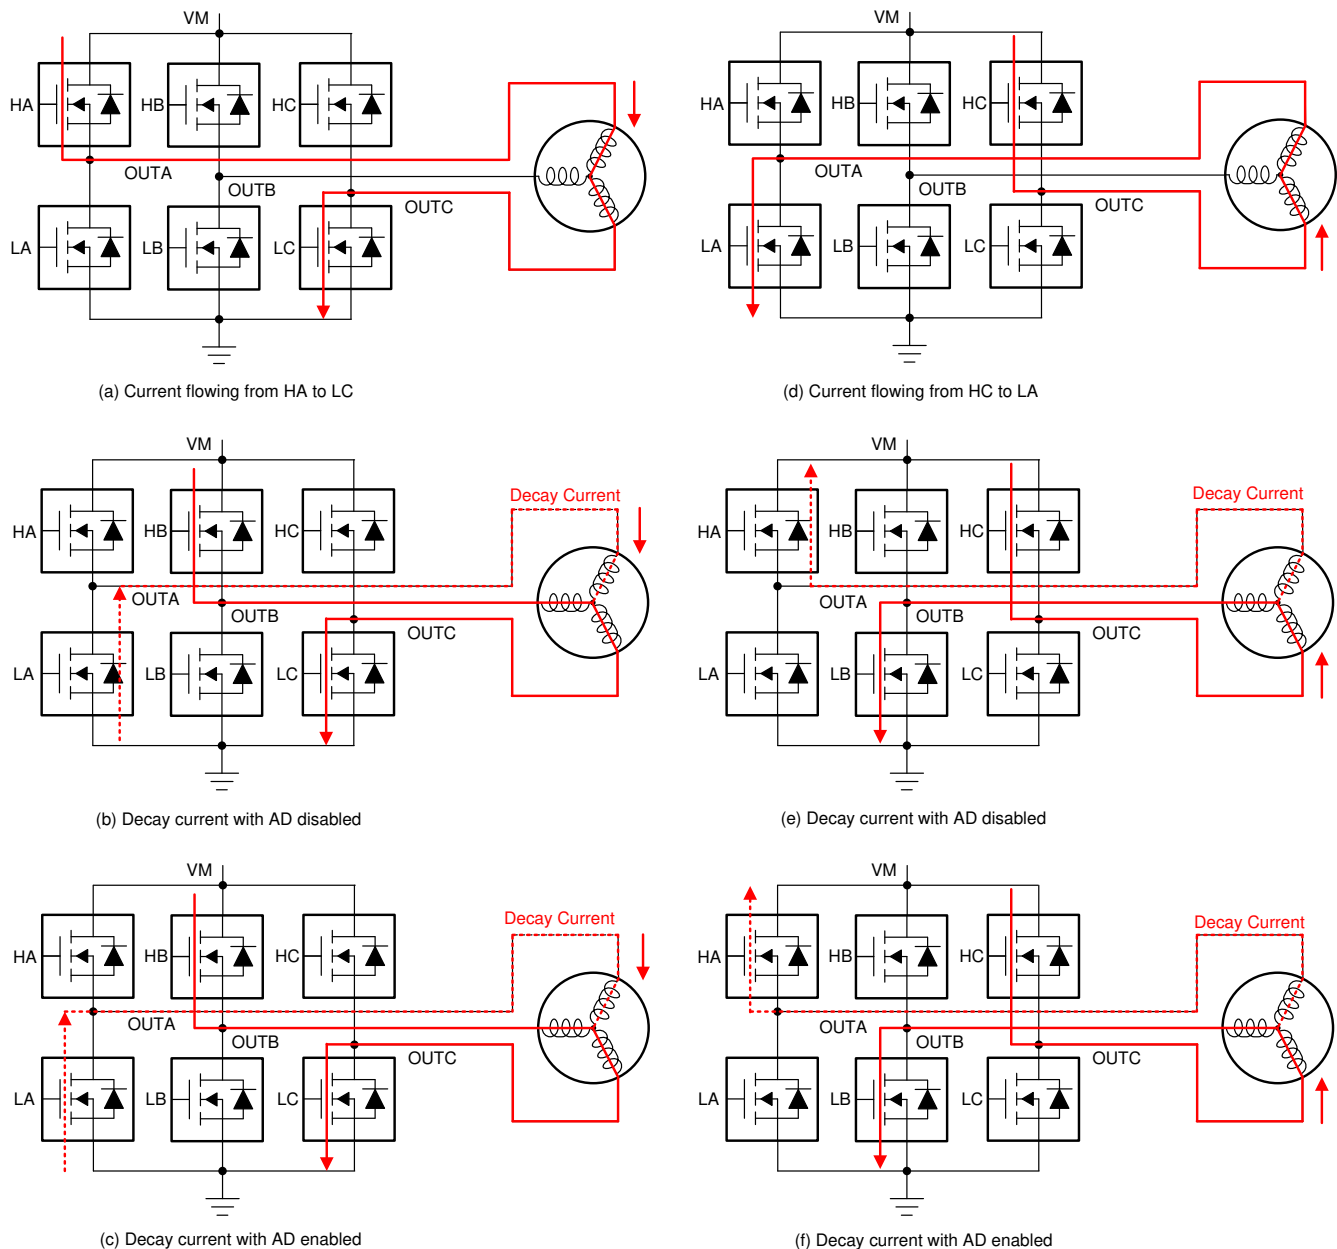 VM
HA
HB
HC
OUTA
OUTB
OUTC
LA
LB
LC
(a) Current flowing from HA to LC
VM
HA
HB
HC
OUTA
OUTB
OUTC
LA
LB
LC
(d) Current flowing from HC to LA
VM
Decay Current
HA
HB
HC
OUTA
OUTB
OUTC
LA
LB
LC
(b) Decay current with AD disabled
VM
Decay Current
HA
HB
HC
OUTA
OUTB
OUTC
LA
LB
LC
(e) Decay current with AD disabled
VM
Decay Current
HA
HB
HC
OUTA
OUTB
OUTC
LA
LB
LC
(c) Decay current with AD enabled
VM
Decay Current
HA
HB
HC
OUTA
OUTB
OUTC
LA
LB
LC
(f) Decay current with AD enabled